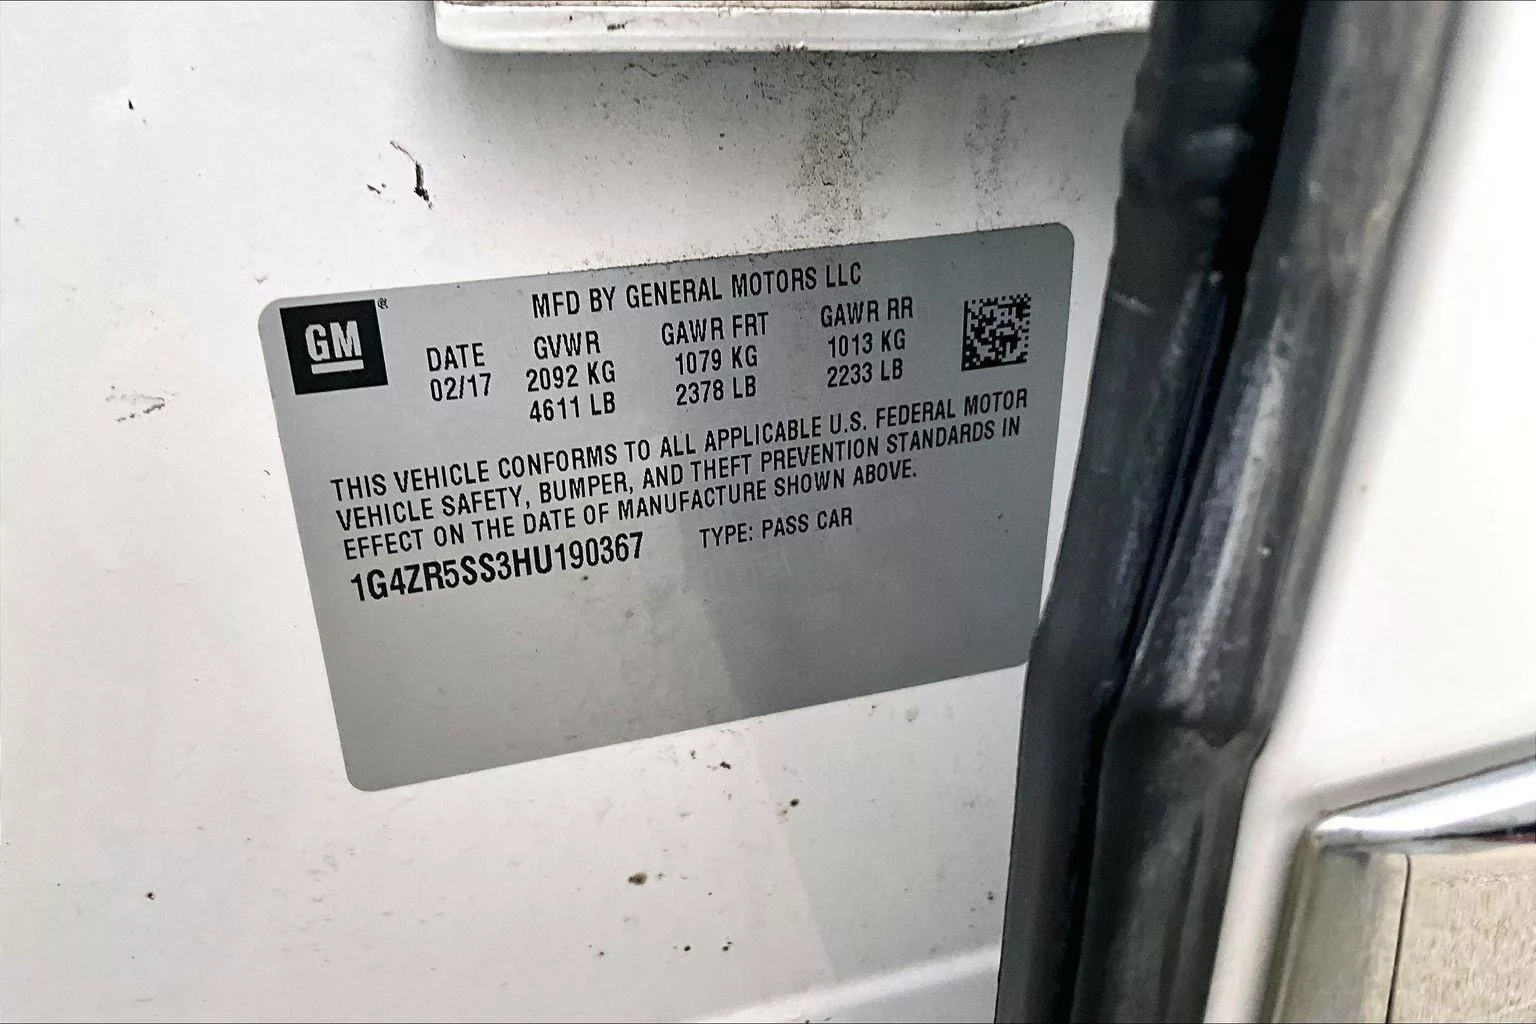 MFD BY GENERAL MOTORS LLC
GM®
DATE GVWR GAWR FRT GAWR RR
02/17 2092 KG 1079 KG 1013 KG
4611 LB 2378 LB 2233 LB
THIS VEHICLE CONFORMS TO ALL APPLICABLE U.S. FEDERAL MOTOR
VEHICLE SAFETY, BUMPER, AND THEFT PREVENTION STANDARDS IN
EFFECT ON THE DATE OF MANUFACTURE SHOWN ABOVE.
1G4ZR5SS3HU190367 TYPE: PASS CAR